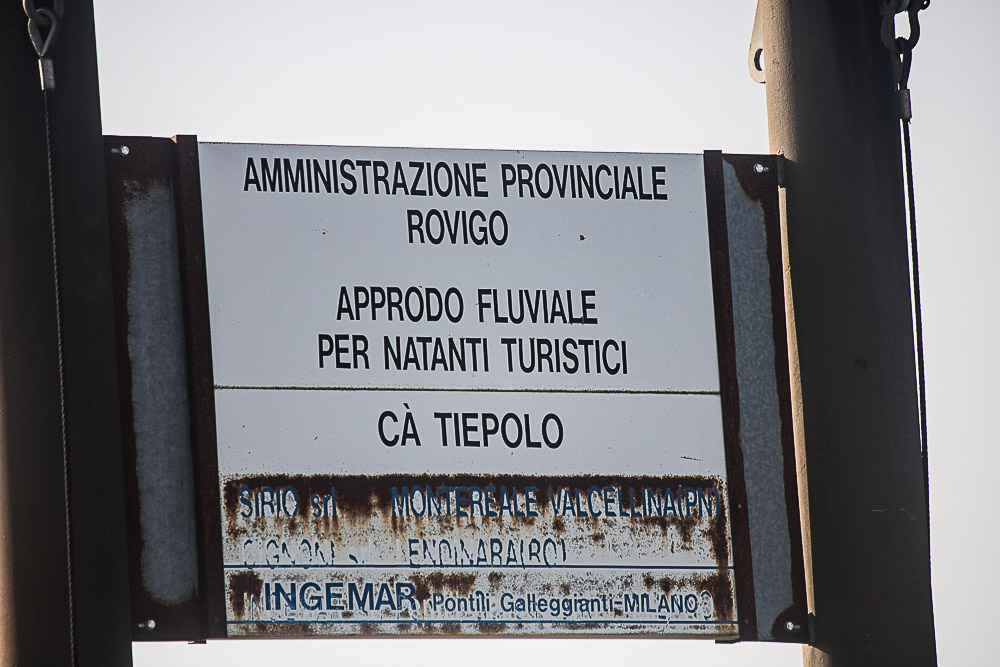 AMMINISTRAZIONE PROVINCIALE
ROVIGO
APPRODO FLUVIALE
PER NATANTI TURISTICI
CÀ TIEPOLO
SIRIO srl MONTEREALE VALCELLINA(PN)
INGEMAR Pontili Galleggianti-MILANO